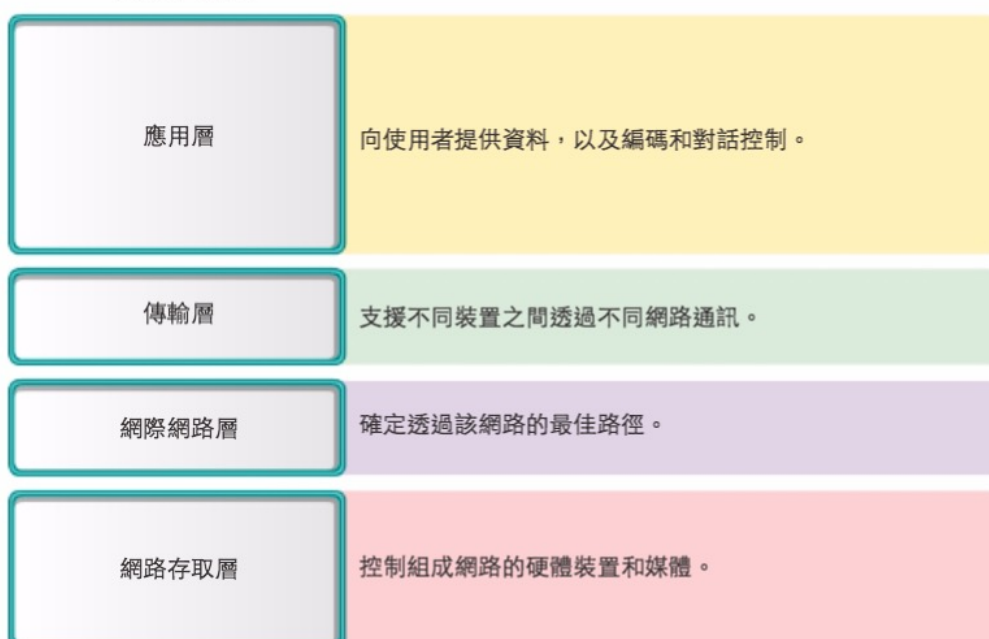 應用層
向使用者提供資料，以及編碼和對話控制。
傳輸層
支援不同裝置之間透過不同網路通訊。
網際網路層
確定透過該網路的最佳路徑。
網路存取層
控制組成網路的硬體裝置和媒體。